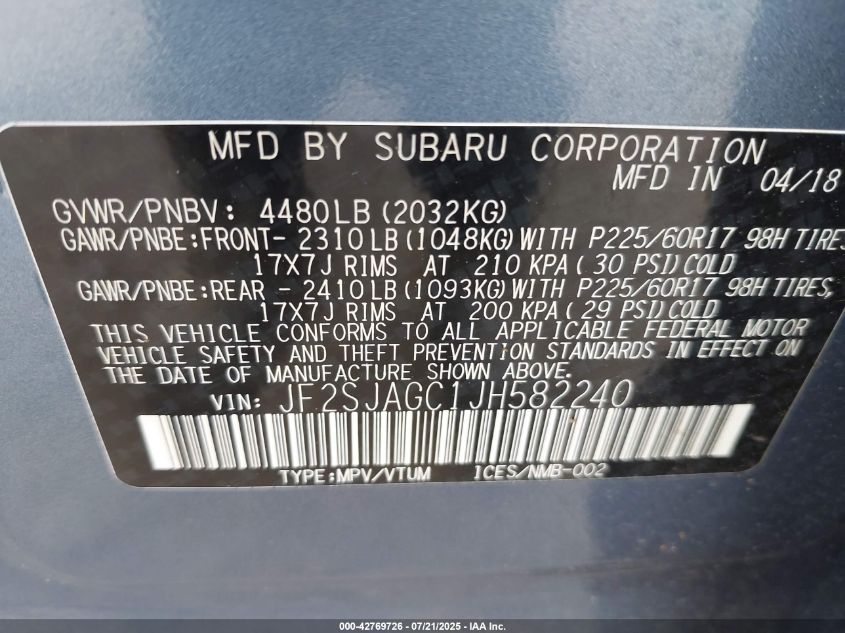 MFD BY SUBARU CORPORATION
MFD IN 04/18
GVWR/PNBV: 4480LB (2032KG)
GAWR/PNBE:FRONT- 2310LB (1048KG) WITH P225/60R17 98H TIRES
17X7J RIMS AT 210 KPA ( 30 PSI) COLD
GAWR/PNBE:REAR - 2410LB (1093KG) WITH P225/60R17 98H TIRES,
17X7J RIMS AT 200 KPA ( 29 PSI) COLD
THIS VEHICLE CONFORMS TO ALL APPLICABLE FEDERAL MOTOR
VEHICLE SAFETY AND THEFT PREVENTION STANDARDS IN EFFECT ON
THE DATE OF MANUFACTURE SHOWN ABOVE.
VIN: JF2SJAGC1JH582240
TYPE:MPV/VTUM ICES/NMB-002
000-42769726 - 07/21/2025 - IAA Inc.